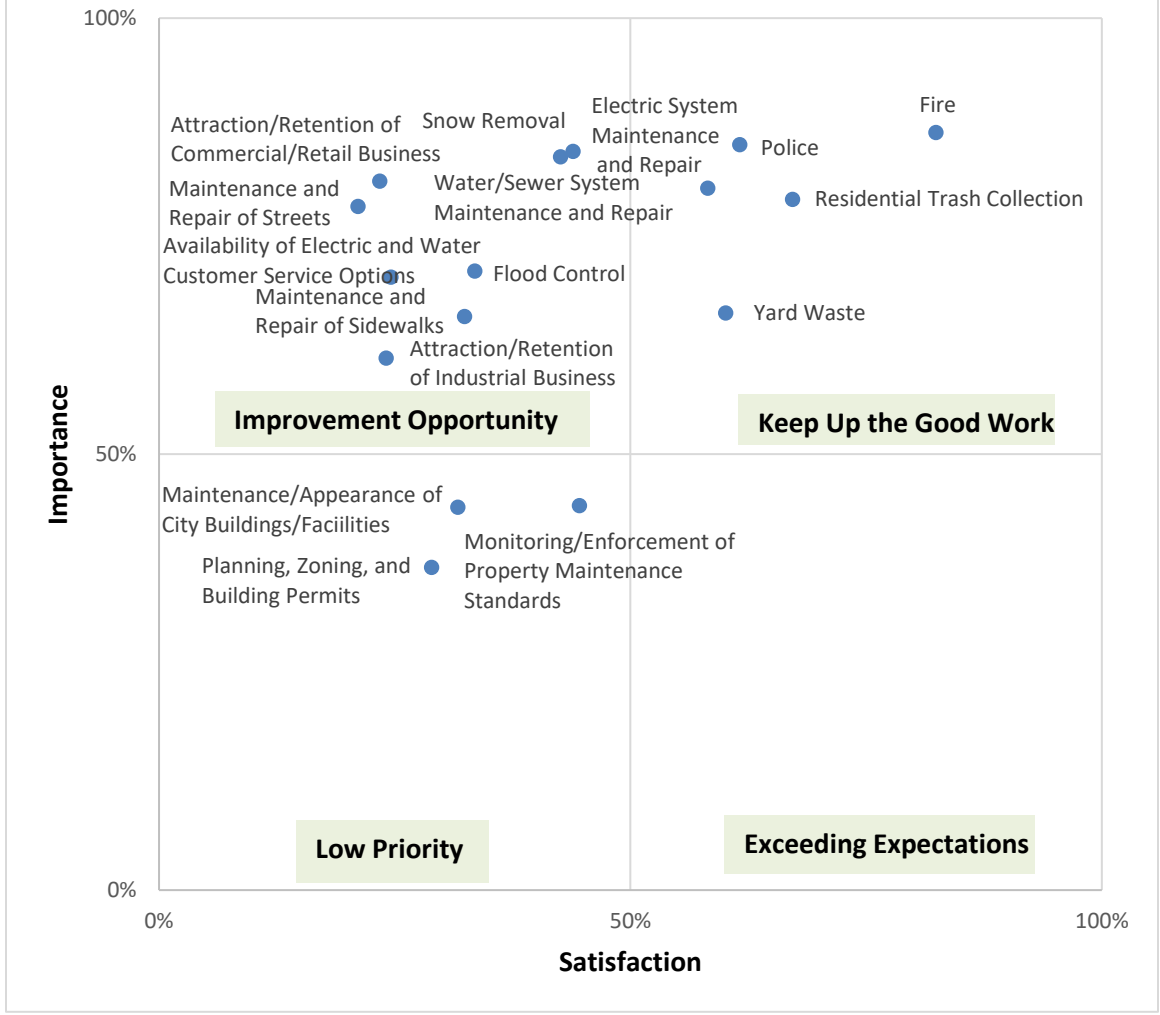 100%
Fire
Electric System
Maintenance
and Repair
Snow Removal
Attraction/Retention of
Commercial/Retail Business
Police
Water/Sewer System
Maintenance and Repair
Maintenance and
Repair of Streets
Residential Trash Collection
Availability of Electric and Water
Customer Service Options
Flood Control
Maintenance and
Repair of Sidewalks
Yard Waste
Attraction/Retention
of Industrial Business
Improvement Opportunity
Keep Up the Good Work
Importance
50%
Maintenance/Appearance of
City Buildings/Faciilities
Monitoring/Enforcement of
Property Maintenance
Standards
Planning, Zoning, and
Building Permits
Low Priority
Exceeding Expectations
0%
0%
50%
100%
Satisfaction